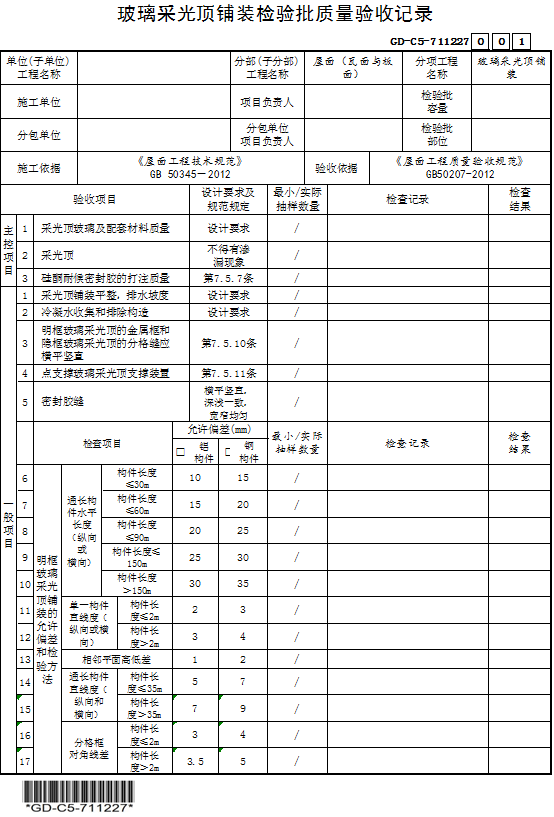 玻璃采光顶铺装检验批质量验收记录
GD-C5-711227 0 0 1
单位(子单位) 分部(子分部) 屋面（瓦面与板 分项工程 玻璃采光顶铺
工程名称 工程名称 面） 名称 装
施工单位 项目负责人 检验批
容量
分包单位 分包单位 检验批
项目负责人 部位
施工依据 《屋面工程技术规范》 验收依据 《屋面工程质量验收规范》
GB 50345—2012 GB50207-2012
验收项目 设计要求及 最小/实际 检查记录 检查
规范规定 抽样数量 结果
主控项目
1 采光顶玻璃及配套材料质量 设计要求 /
2 采光顶 不得有渗 /
漏现象
3 硅酮耐候密封胶的打注质量 第7.5.7条 /
一般项目
1 采光顶铺装平整，排水坡度 设计要求 /
2 冷凝水收集和排除构造 设计要求 /
3 明框玻璃采光顶的金属框和 第7.5.10条 /
隐框玻璃采光顶的分格缝应
横平竖直
4 点支撑玻璃采光顶支撑装置 第7.5.11条 /
5 密封胶缝 横平竖直， /
深浅一致，
宽窄均匀
检查项目 允许偏差(mm) 最小/实际 检查记录 检查
□ 铝 □ 钢 抽样数量 结果
构件 构件
明框玻璃采光顶铺装的允许偏差和检验方法
通长构件水平长度（纵向或横向）
6 构件长度 10 15 /
≤30m
7 构件长度 15 20 /
≤60m
8 构件长度 20 25 /
≤90m
9 构件长度≤ 25 30 /
150m
10 构件长度 30 35 /
>150m
单一构件直线度（纵向或横向）
11 构件长 2 3 /
度≤2m
12 构件长 3 4 /
度>2m
13 相邻平面高低差 1 2 /
通长构件直线度（纵向和横向）
14 构件长 5 7 /
度≤35m
15 构件长 7 9 /
度>35m
分格框
对角线差
16 构件长 3 4 /
度≤2m
17 构件长 3.5 5 /
度>2m
*GD-C5-711227*